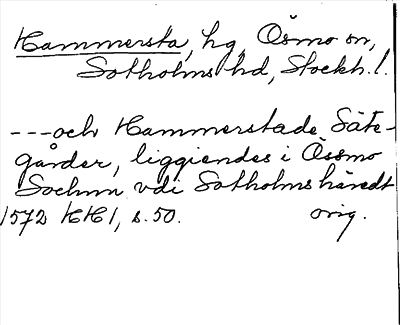 Hammersta, hg, Ösmo sn,
Sotholms hd, Stockh. l.
---och Hammerstade Säte-
gårder, liggiendes i Össmo
Sochnn vdi Sotholms häredt
1572 HH1, s. 50. orig.